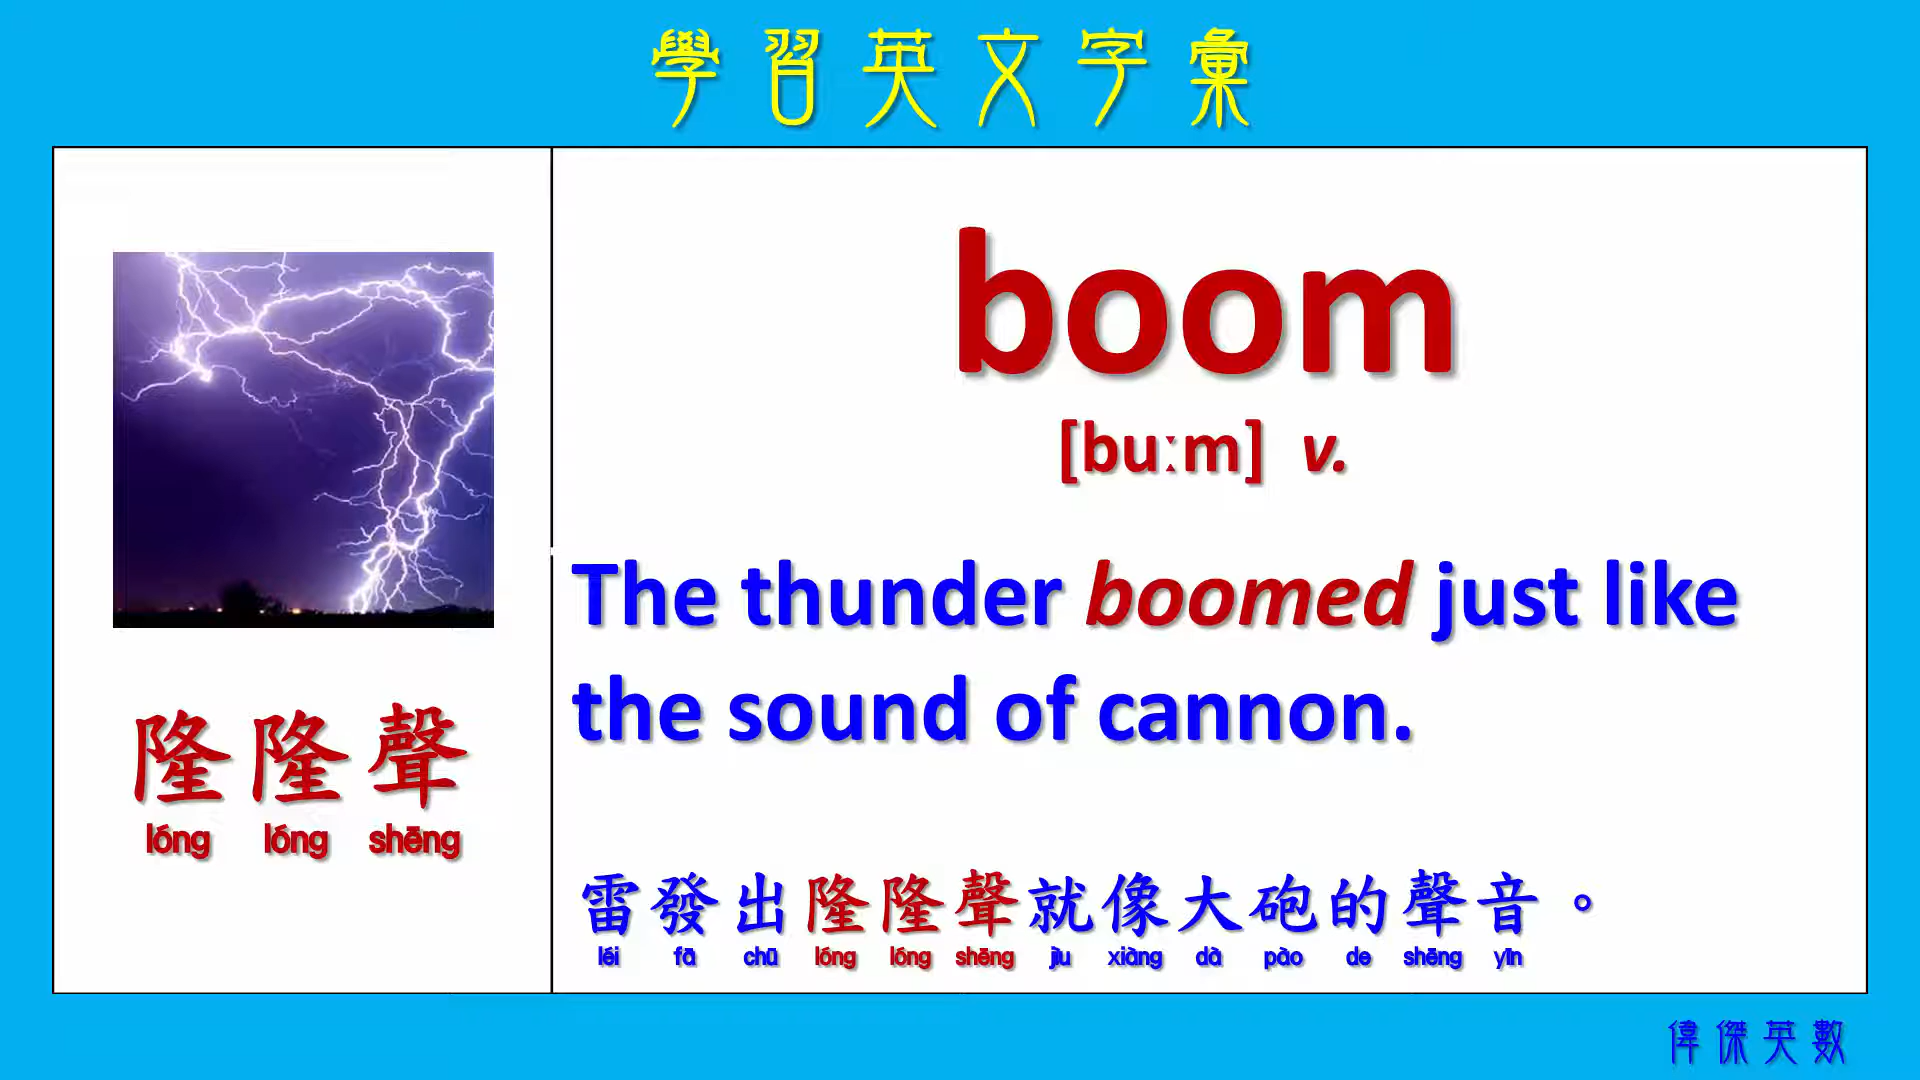 學習英文字彙
boom
[buːm] v.
The thunder boomed just like
the sound of cannon.
隆隆聲
lóng lóng shēng
雷發出隆隆聲就像大砲的聲音。
léi fā chū lóng lóng shēng jìu xiàng dà pào de shēng yīn
偉傑英數